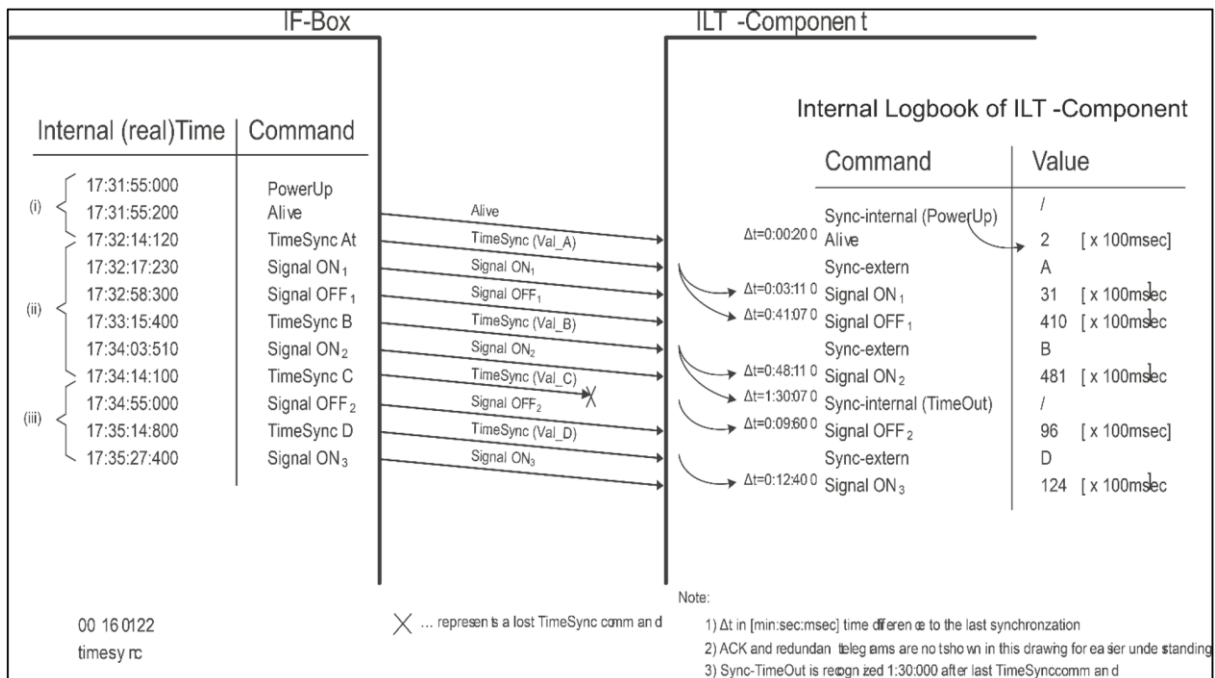 IF-Box
ILT -Component
Internal Logbook of ILT -Component
Internal (real)Time Command
Command Value
(i)
17:31:55:000 PowerUp
17:31:55:200 Alive
17:32:14:120 TimeSync At
(ii)
17:32:17:230 Signal ON1
17:32:58:300 Signal OFF1
17:33:15:400 TimeSync B
17:34:03:510 Signal ON2
17:34:14:100 TimeSync C
(iii)
17:34:55:000 Signal OFF2
17:35:14:800 TimeSync D
17:35:27:400 Signal ON3
Alive
TimeSync (Val_A)
Signal ON1
Signal OFF1
TimeSync (Val_B)
Signal ON2
TimeSync (Val_C)
Signal OFF2
TimeSync (Val_D)
Signal ON3
Sync-internal (PowerUp) /
Δt=0:00:20 0 Alive 2 [ x 100msec]
Sync-extern A
Δt=0:03:11 0 Signal ON1 31 [ x 100msec]
Δt=0:41:07 0 Signal OFF1 410 [ x 100msec]
Sync-extern B
Δt=0:48:11 0 Signal ON2 481 [ x 100msec]
Δt=1:30:07 0 Sync-internal (TimeOut) /
Δt=0:09:60 0 Signal OFF2 96 [ x 100msec]
Sync-extern D
Δt=0:12:40 0 Signal ON3 124 [ x 100msec]
00 16 0122
timesy nc
X ... represen ts a lost TimeSync comm an d
Note:
1) Δt in [min:sec:msec] time differen ce to the last synchronzation
2) ACK and redundan teleg rams are no t sho wn in this drawing for ea sier unde standing
3) Sync-TimeOut is recogn ized 1:30:000 after last TimeSynccomm an d